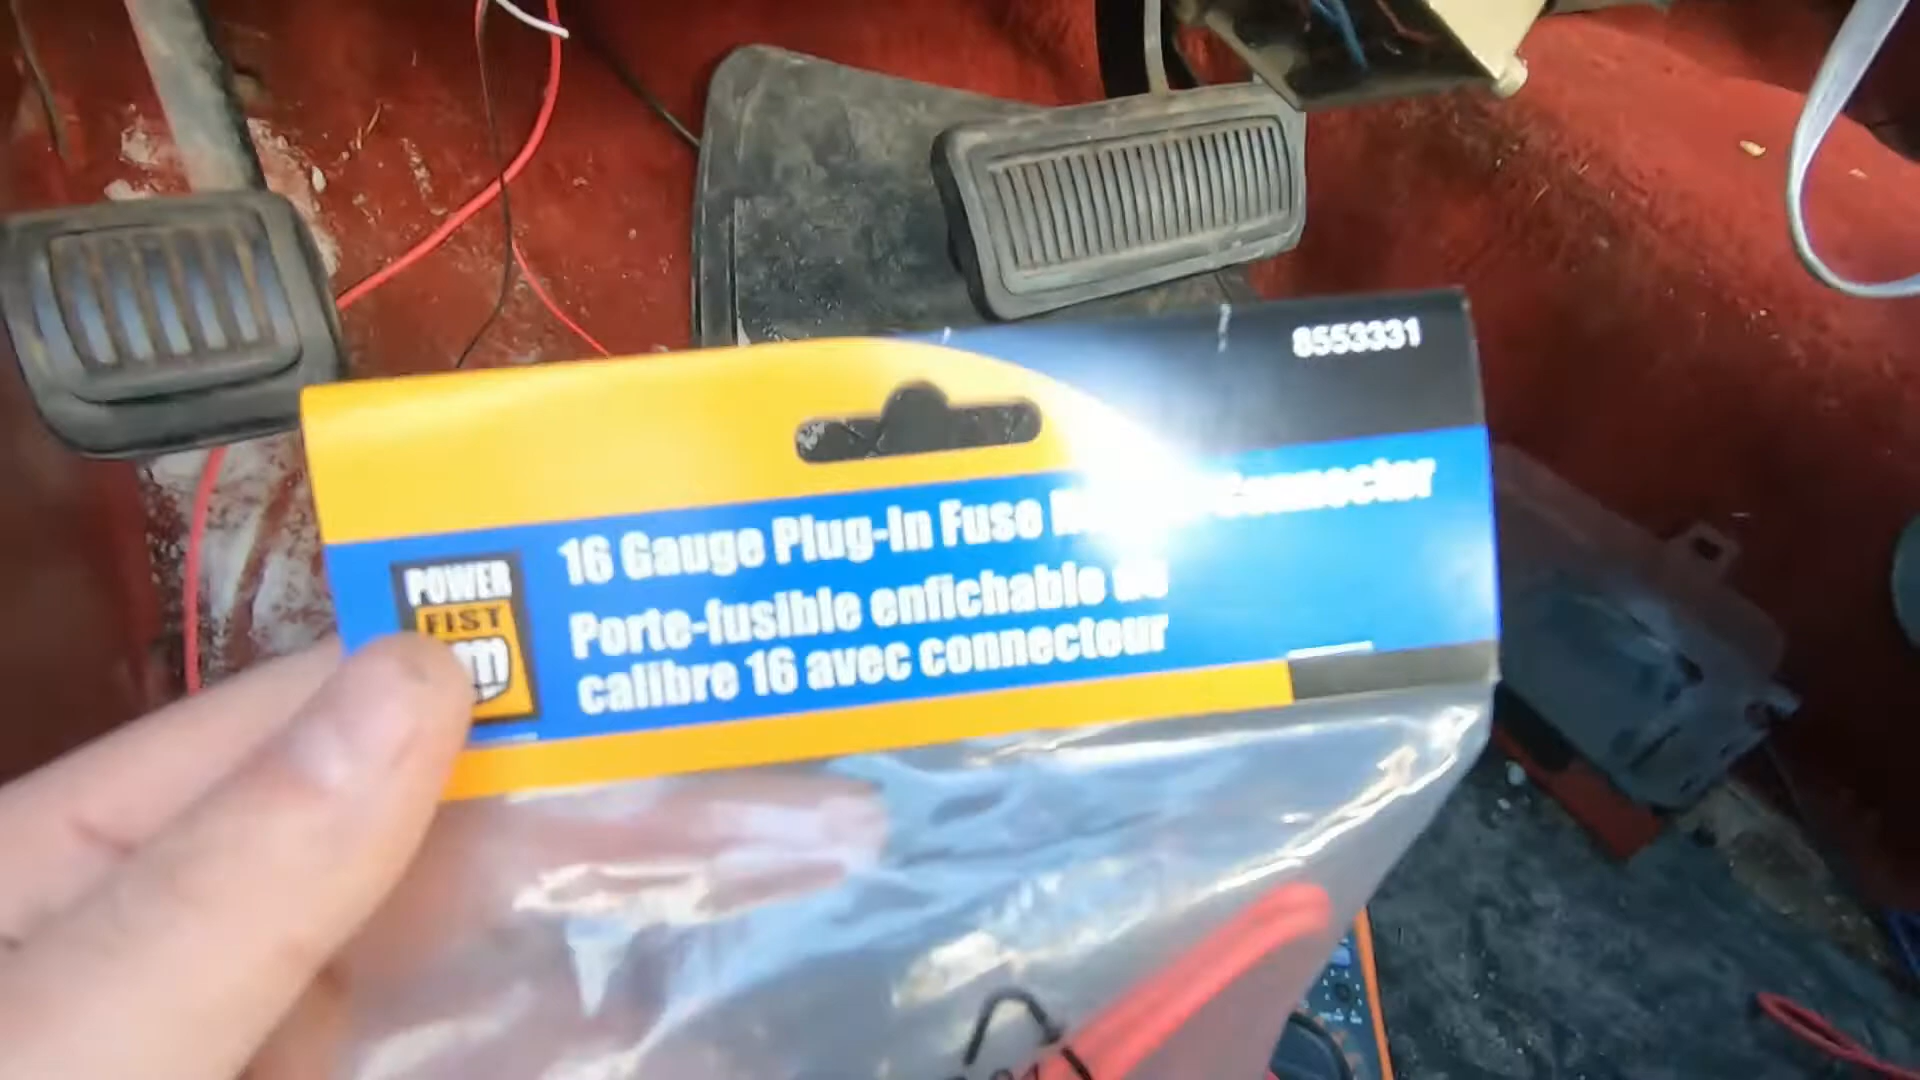 8553331
16 Gauge Plug-In Fuse Connector
POWER
FIST
Porte-fusible enfichable
calibre 16 avec connecteur